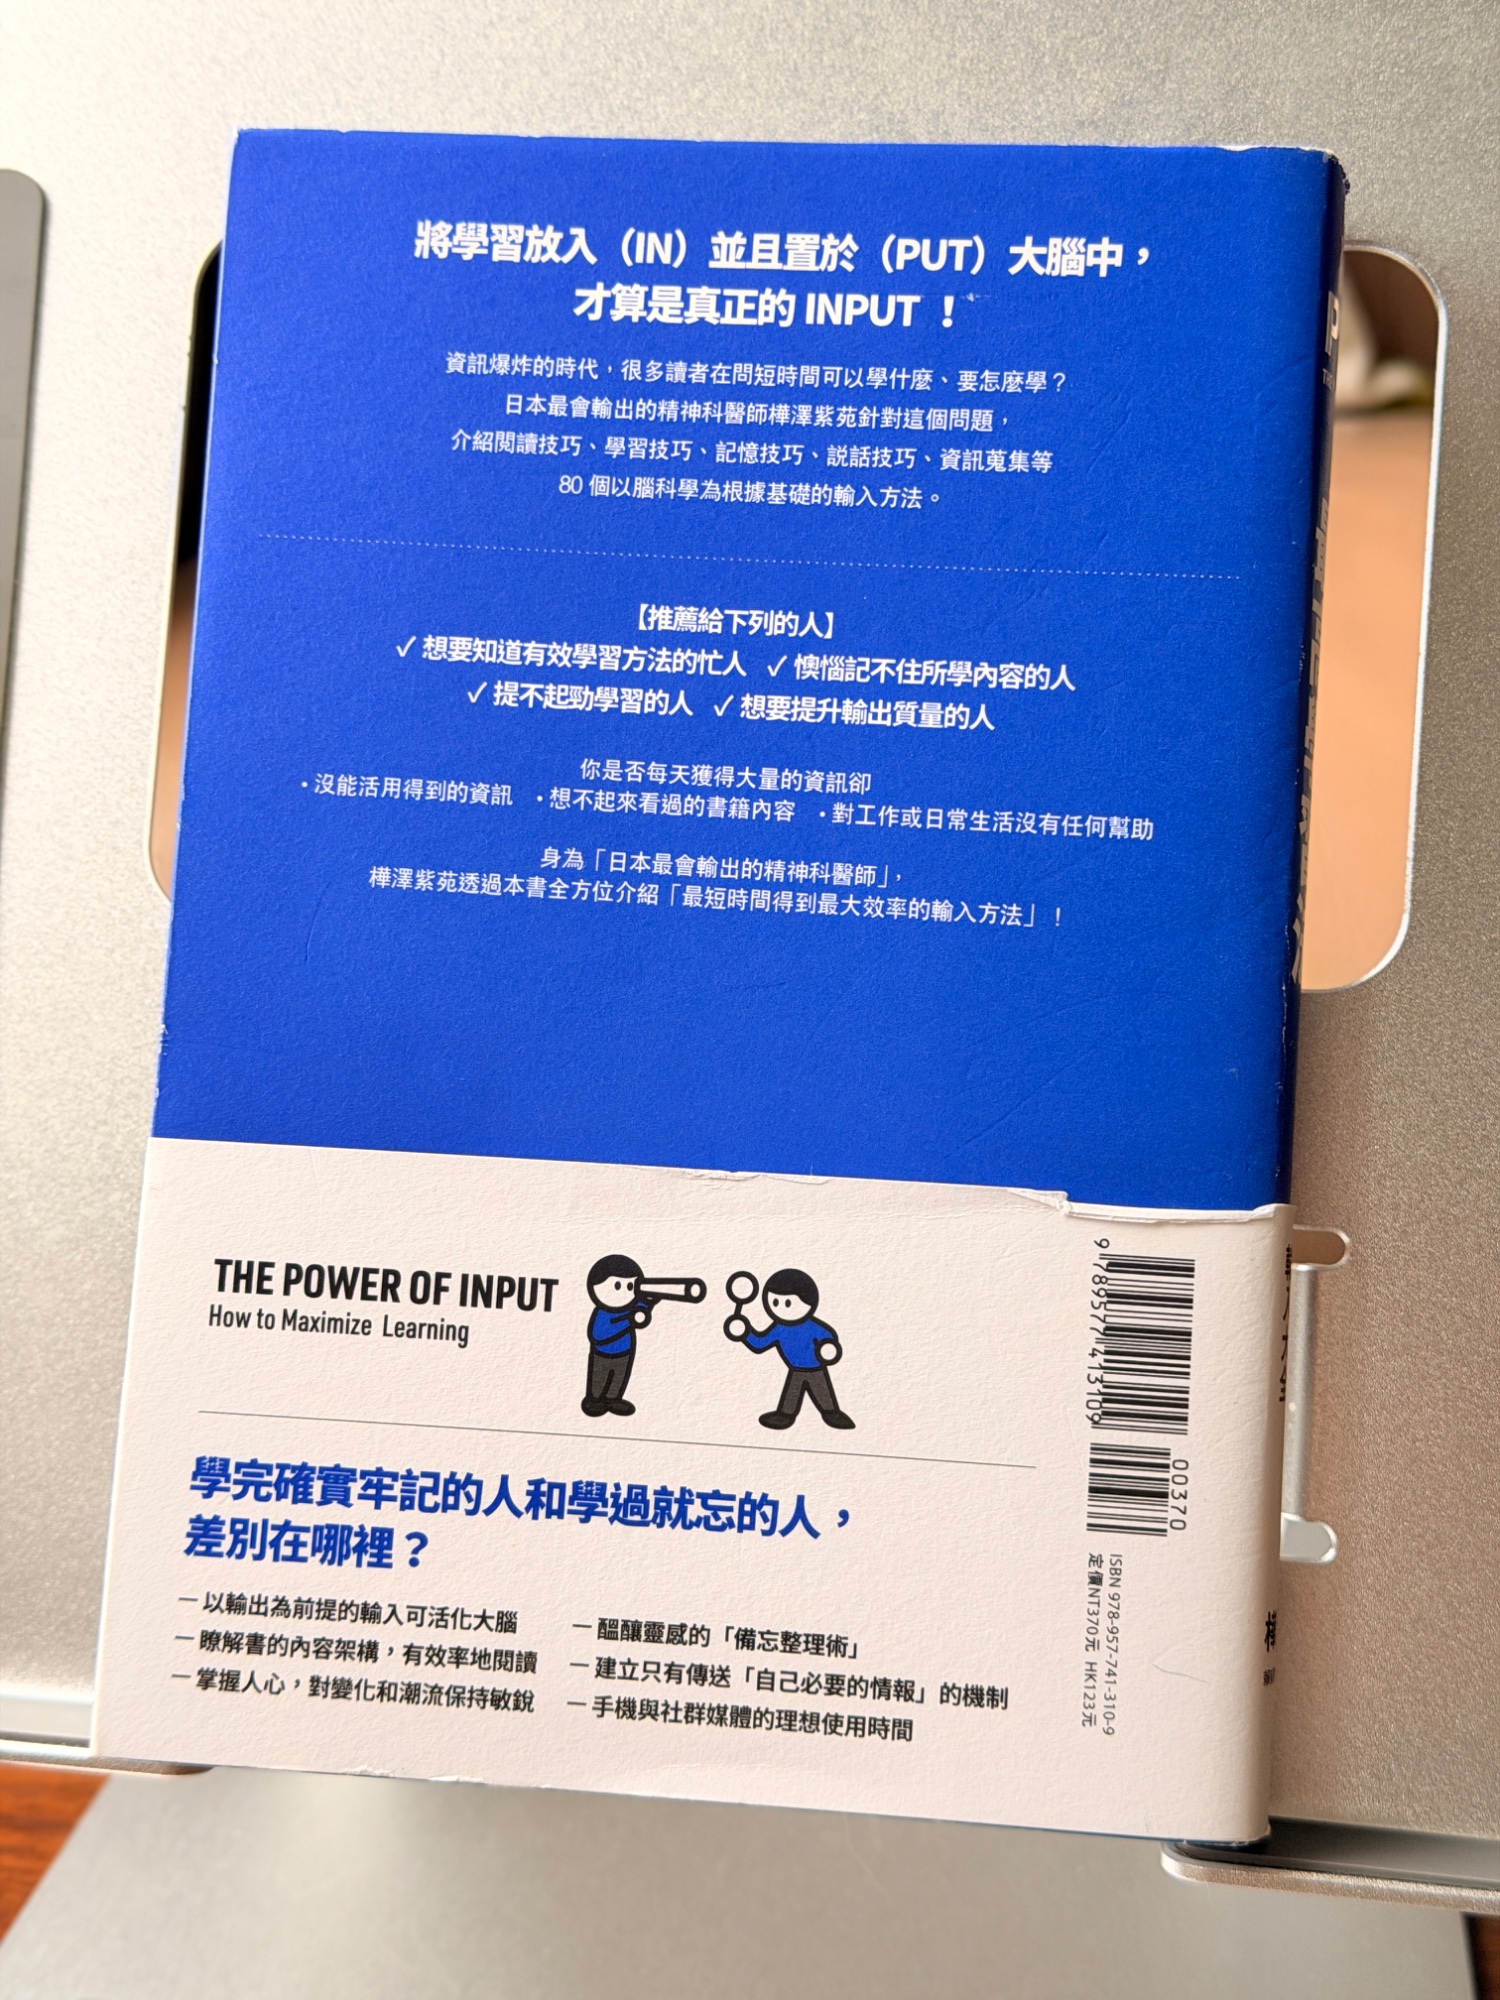 將學習放入（IN）並且置於（PUT）大腦中，
才算是真正的 INPUT ！
資訊爆炸的時代，很多讀者在問短時間可以學什麼、要怎麼學？
日本最會輸出的精神科醫師樺澤紫苑針對這個問題，
介紹閱讀技巧、學習技巧、記憶技巧、說話技巧、資訊蒐集等
80 個以腦科學為根據基礎的輸入方法。
【推薦給下列的人】
✓ 想要知道有效學習方法的忙人 ✓ 懊惱記不住所學內容的人
✓ 提不起勁學習的人 ✓ 想要提升輸出質量的人
你是否每天獲得大量的資訊卻
・沒能活用得到的資訊 ・想不起來看過的書籍內容 ・對工作或日常生活沒有任何幫助
身為「日本最會輸出的精神科醫師」，
樺澤紫苑透過本書全方位介紹「最短時間得到最大效率的輸入方法」！
THE POWER OF INPUT
How to Maximize Learning
學完確實牢記的人和學過就忘的人，
差別在哪裡？
— 以輸出為前提的輸入可活化大腦
— 瞭解書的內容架構，有效率地閱讀
— 掌握人心，對變化和潮流保持敏銳
— 醞釀靈感的「備忘整理術」
— 建立只有傳送「自己必要的情報」的機制
— 手機與社群媒體的理想使用時間
9 789577 413109
00370
ISBN 978-957-741-310-9
定價NT370元 HK123元